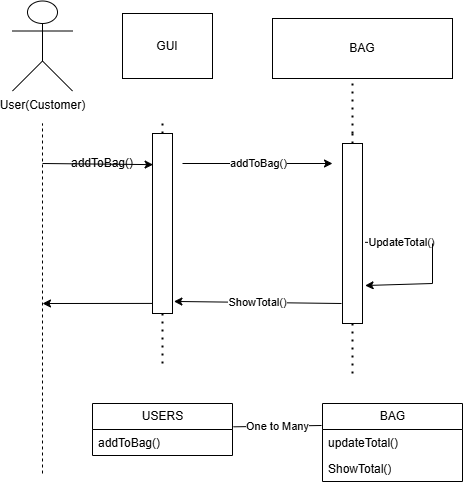 GUI
BAG
User(Customer)
addToBag()
addToBag()
-UpdateTotal()
ShowTotal()
USERS
One to Many
BAG
addToBag()
updateTotal()
ShowTotal()